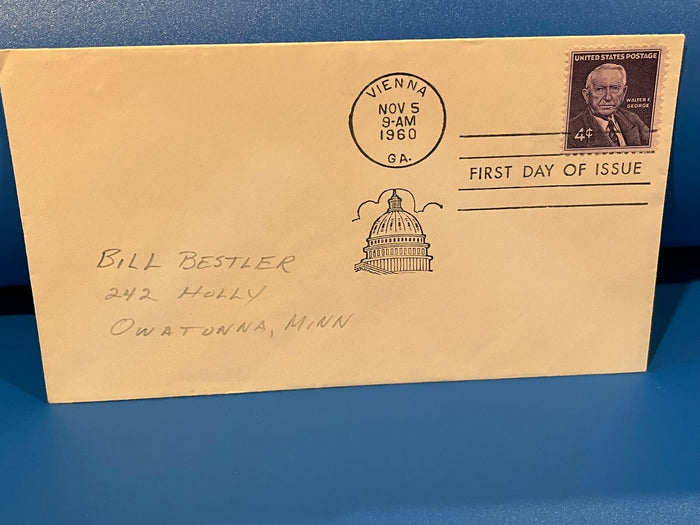 UNITED STATES POSTAGE
WALTER F.
GEORGE
4¢
VIENNA
NOV 5
9-AM
1960
GA.
FIRST DAY OF ISSUE
BILL BESTLER
242 HOLLY
OWATONNA, MINN